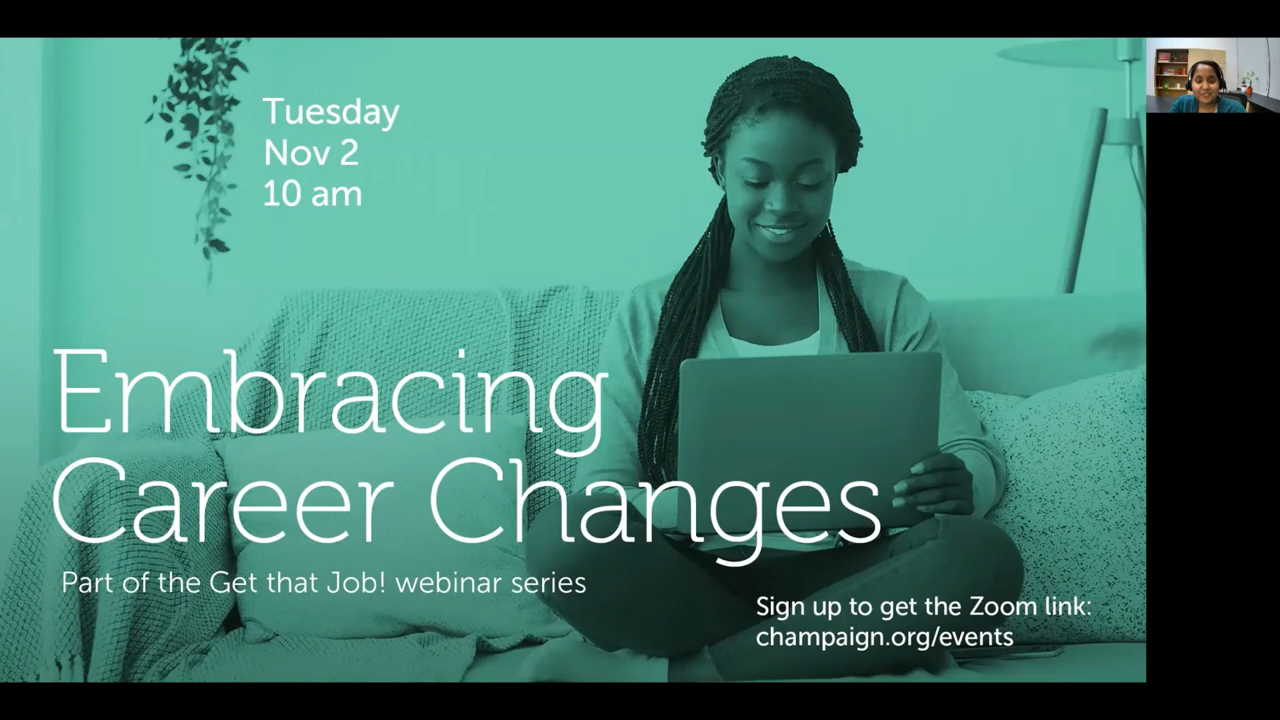 Tuesday
Nov 2
10 am
Embracing
Career Changes
Part of the Get that Job! webinar series
Sign up to get the Zoom link:
champaign.org/events